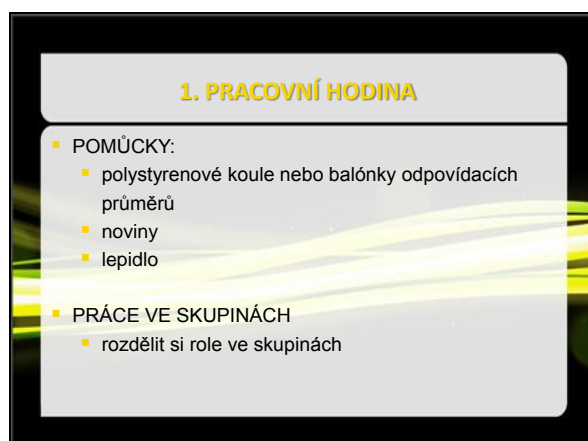 1. PRACOVNÍ HODINA
POMŮCKY:
polystyrenové koule nebo balónky odpovídacích
průměrů
noviny
lepidlo
PRÁCE VE SKUPINÁCH
rozdělit si role ve skupinách